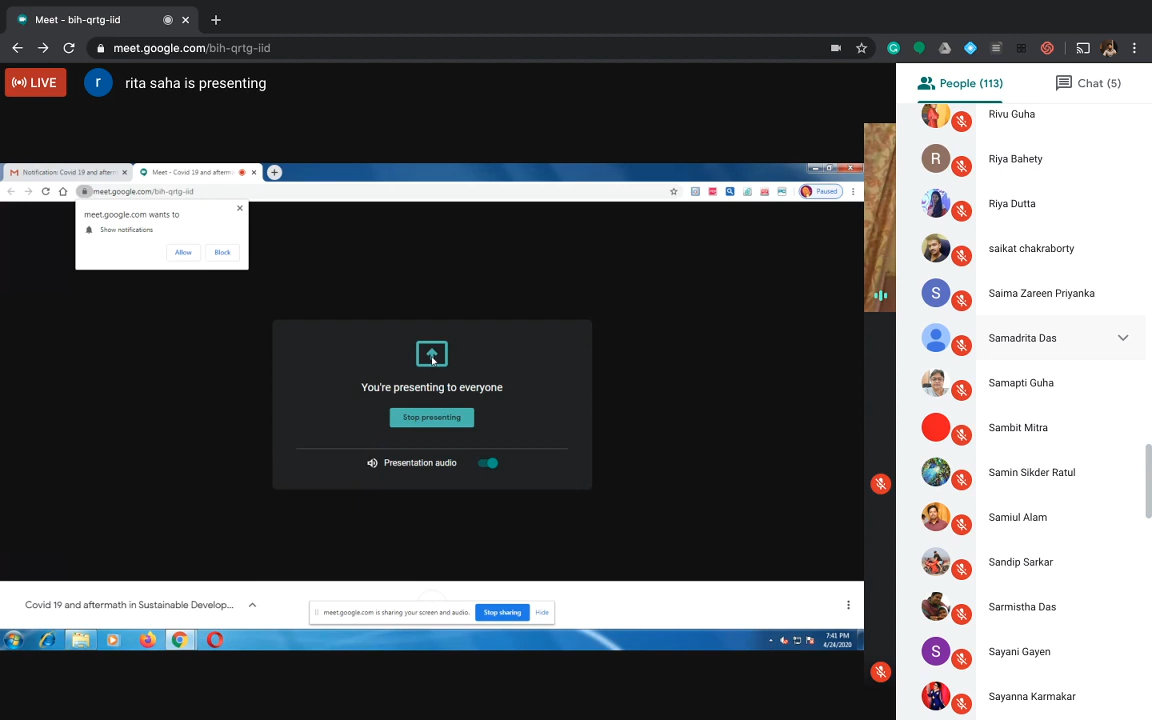 Meet - bih-qrtg-iid
meet.google.com/bih-qrtg-iid
LIVE
r
rita saha is presenting
Notification: Covid 19 and afterm
Meet - Covid 19 and afterm
meet.google.com/bih-qrtg-iid
Paused
meet.google.com wants to
Show notifications
Allow
Block
You're presenting to everyone
Stop presenting
Presentation audio
Covid 19 and aftermath in Sustainable Develop...
meet.google.com is sharing your screen and audio.
Stop sharing
Hide
7:41 PM
4/24/2020
People (113)
Chat (5)
Rivu Guha
R
Riya Bahety
Riya Dutta
saikat chakraborty
S
Saima Zareen Priyanka
Samadrita Das
Samapti Guha
Sambit Mitra
Samin Sikder Ratul
Samiul Alam
Sandip Sarkar
Sarmistha Das
S
Sayani Gayen
Sayanna Karmakar